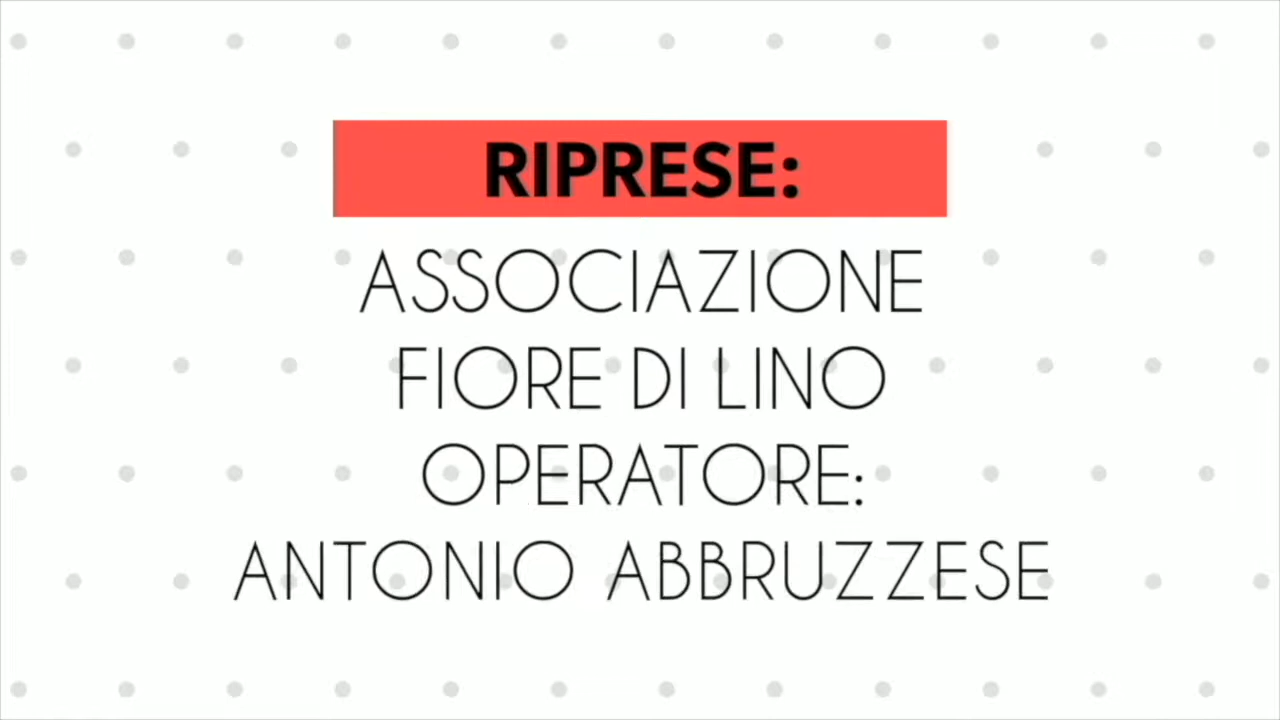 RIPRESE:
ASSOCIAZIONE
FIORE DI LINO
OPERATORE:
ANTONIO ABBRUZZESE